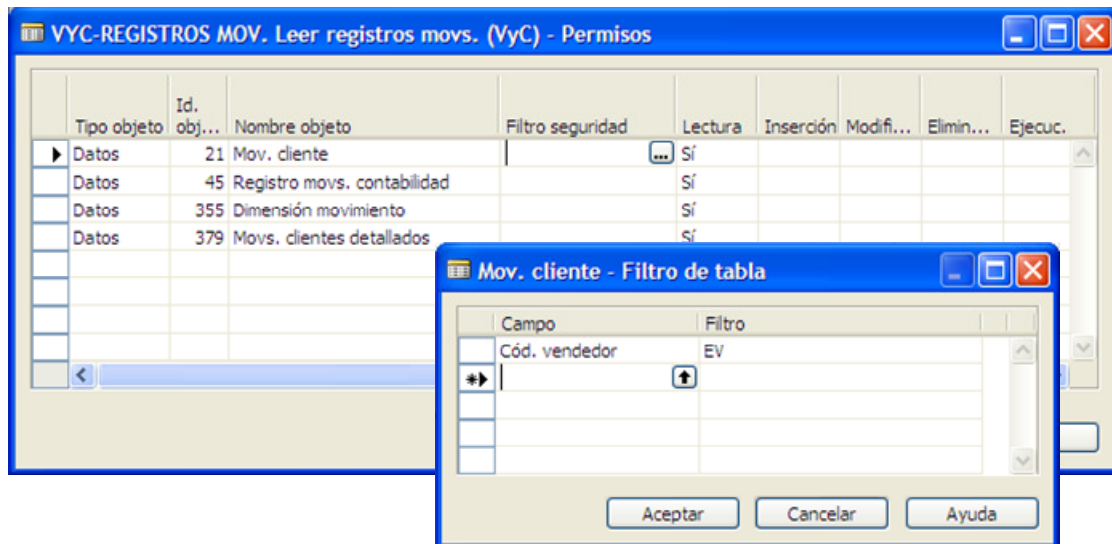 VYC-REGISTROS MOV. Leer registros movs. (VyC) - Permisos
Id.
Tipo objeto obj... Nombre objeto Filtro seguridad Lectura Inserción Modifi... Elimin... Ejecuc.
Datos 21 Mov. cliente ... Sí
Datos 45 Registro movs. contabilidad Sí
Datos 355 Dimensión movimiento Sí
Datos 379 Movs. clientes detallados Sí
Mov. cliente - Filtro de tabla
Campo Filtro
Cód. vendedor EV
Aceptar Cancelar Ayuda